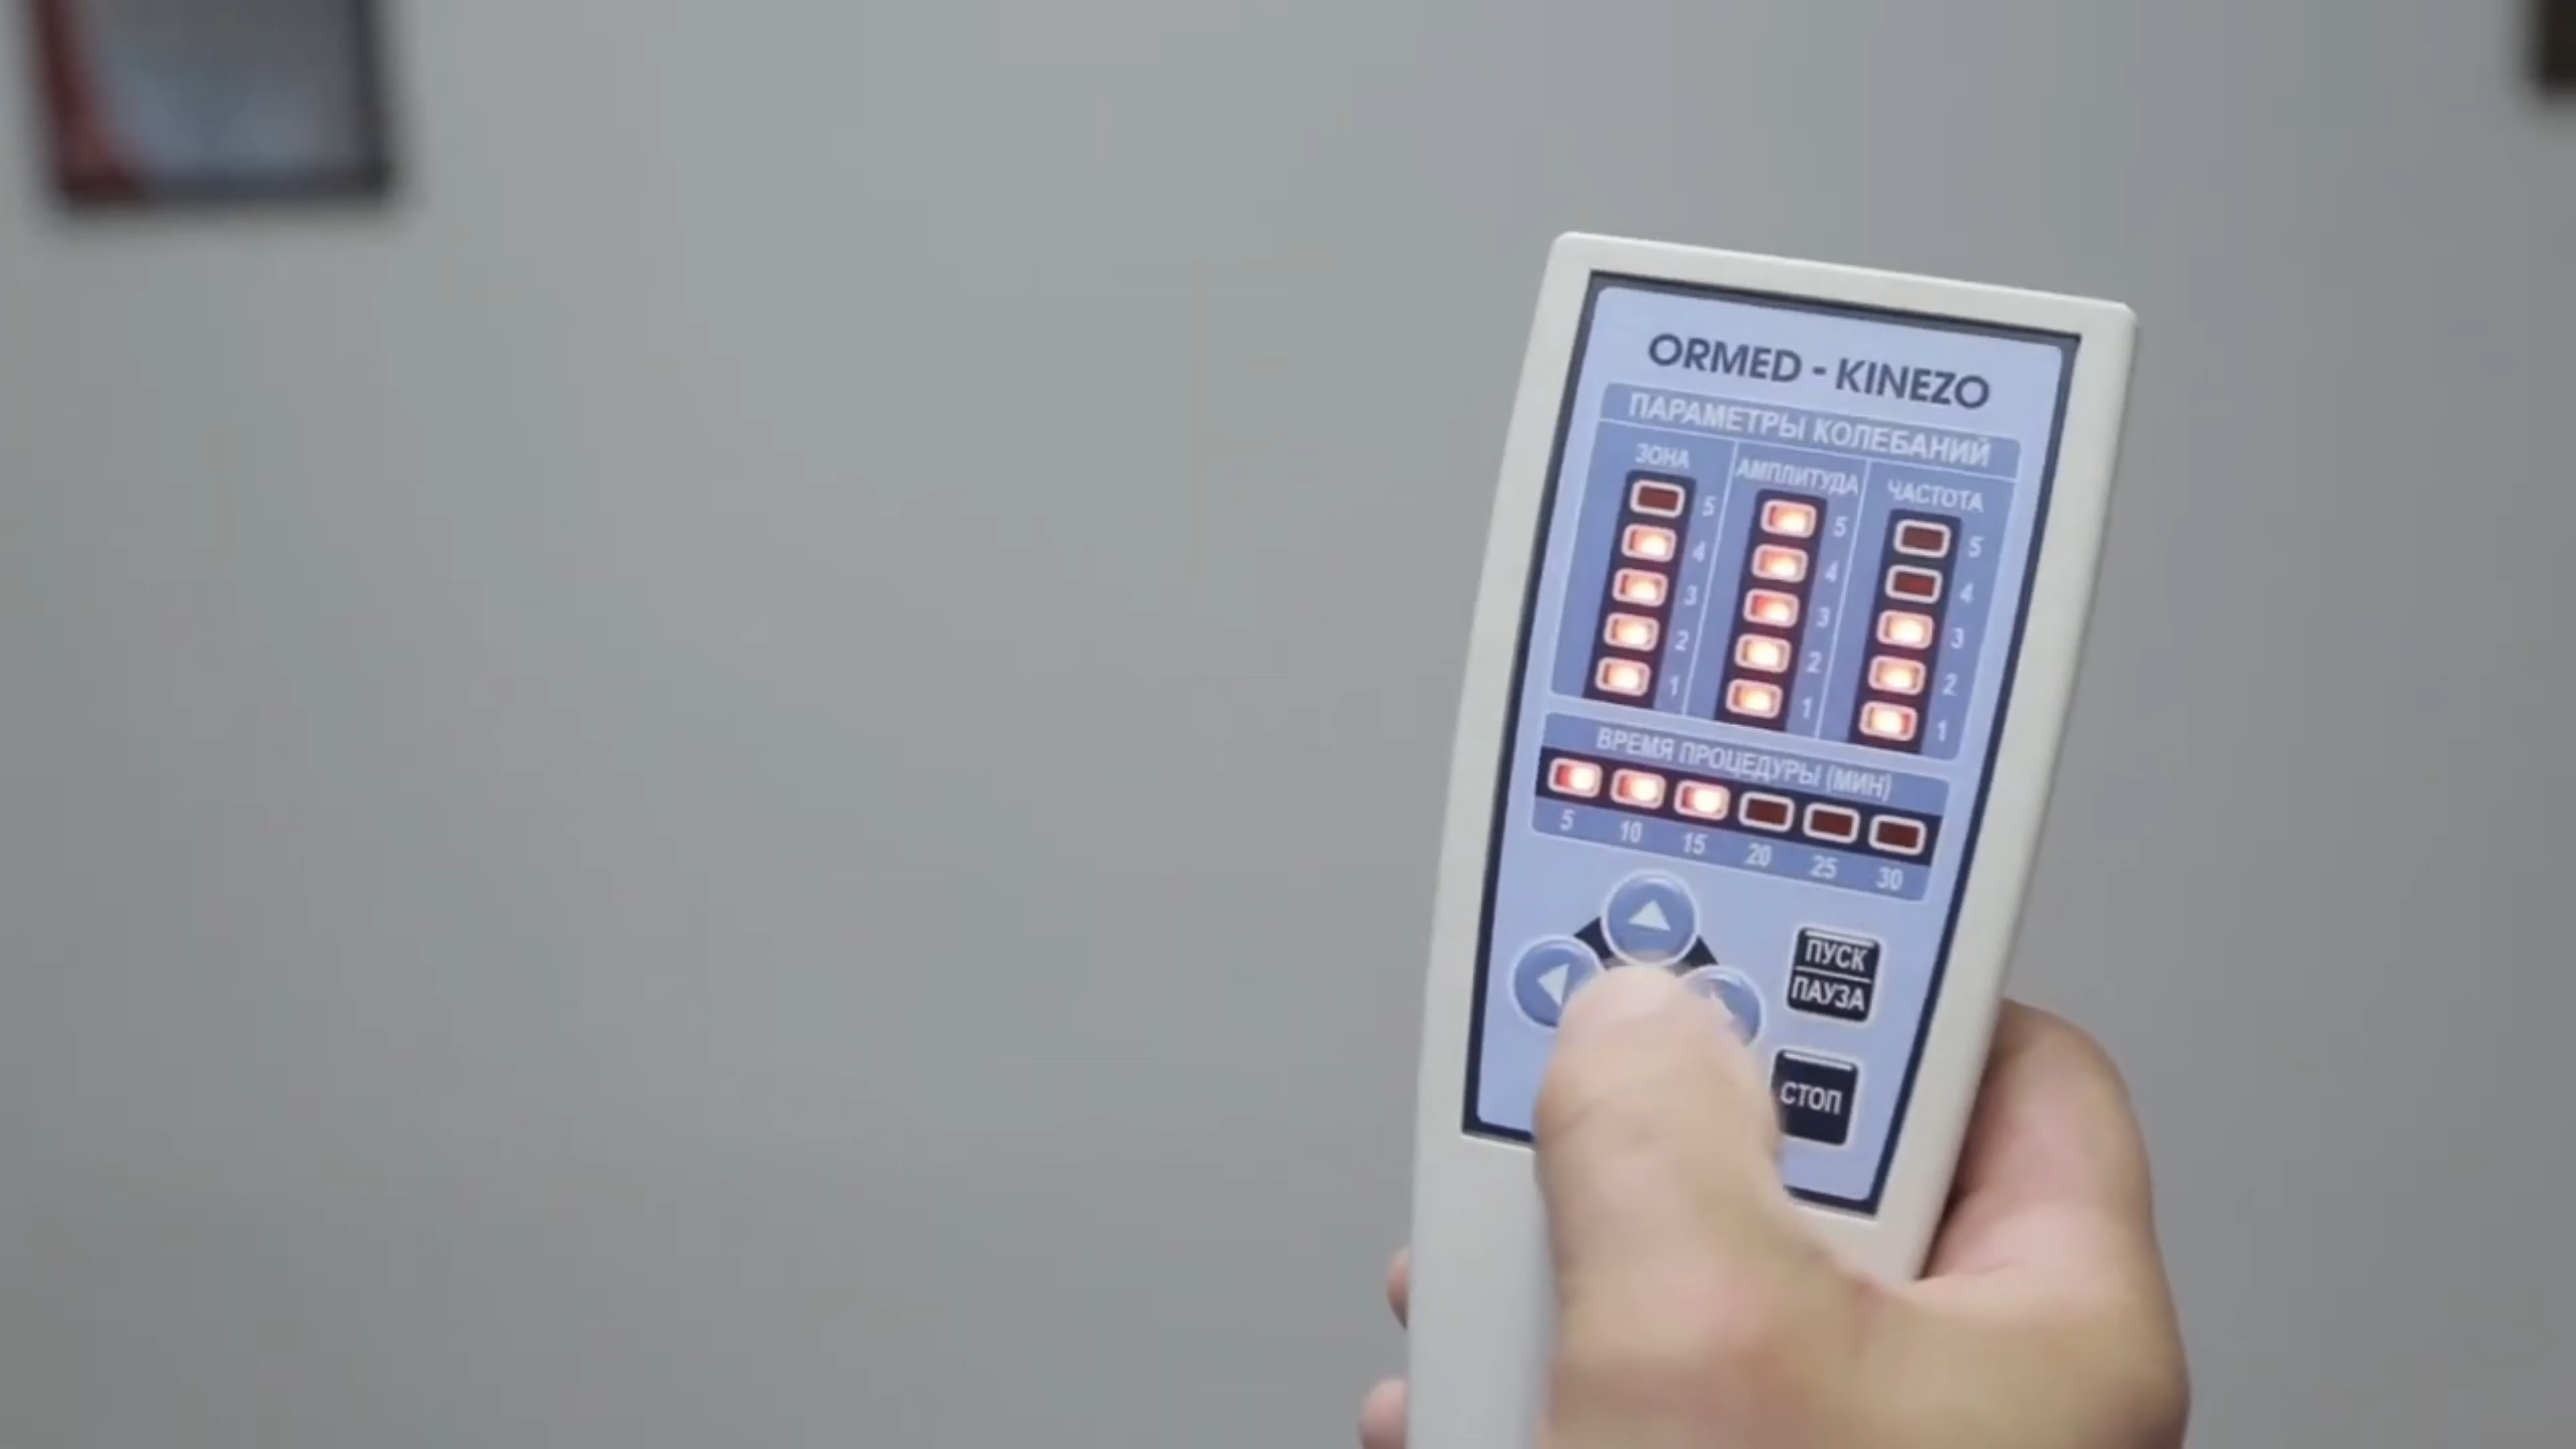 ORMED - KINEZO
ПАРАМЕТРЫ КОЛЕБАНИЙ
ЗОНА АМПЛИТУДА ЧАСТОТА
5 5 5
4 4 4
3 3 3
2 2 2
1 1 1
ВРЕМЯ ПРОЦЕДУРЫ (МИН)
5 10 15 20 25 30
ПУСК
ПАУЗА
СТОП